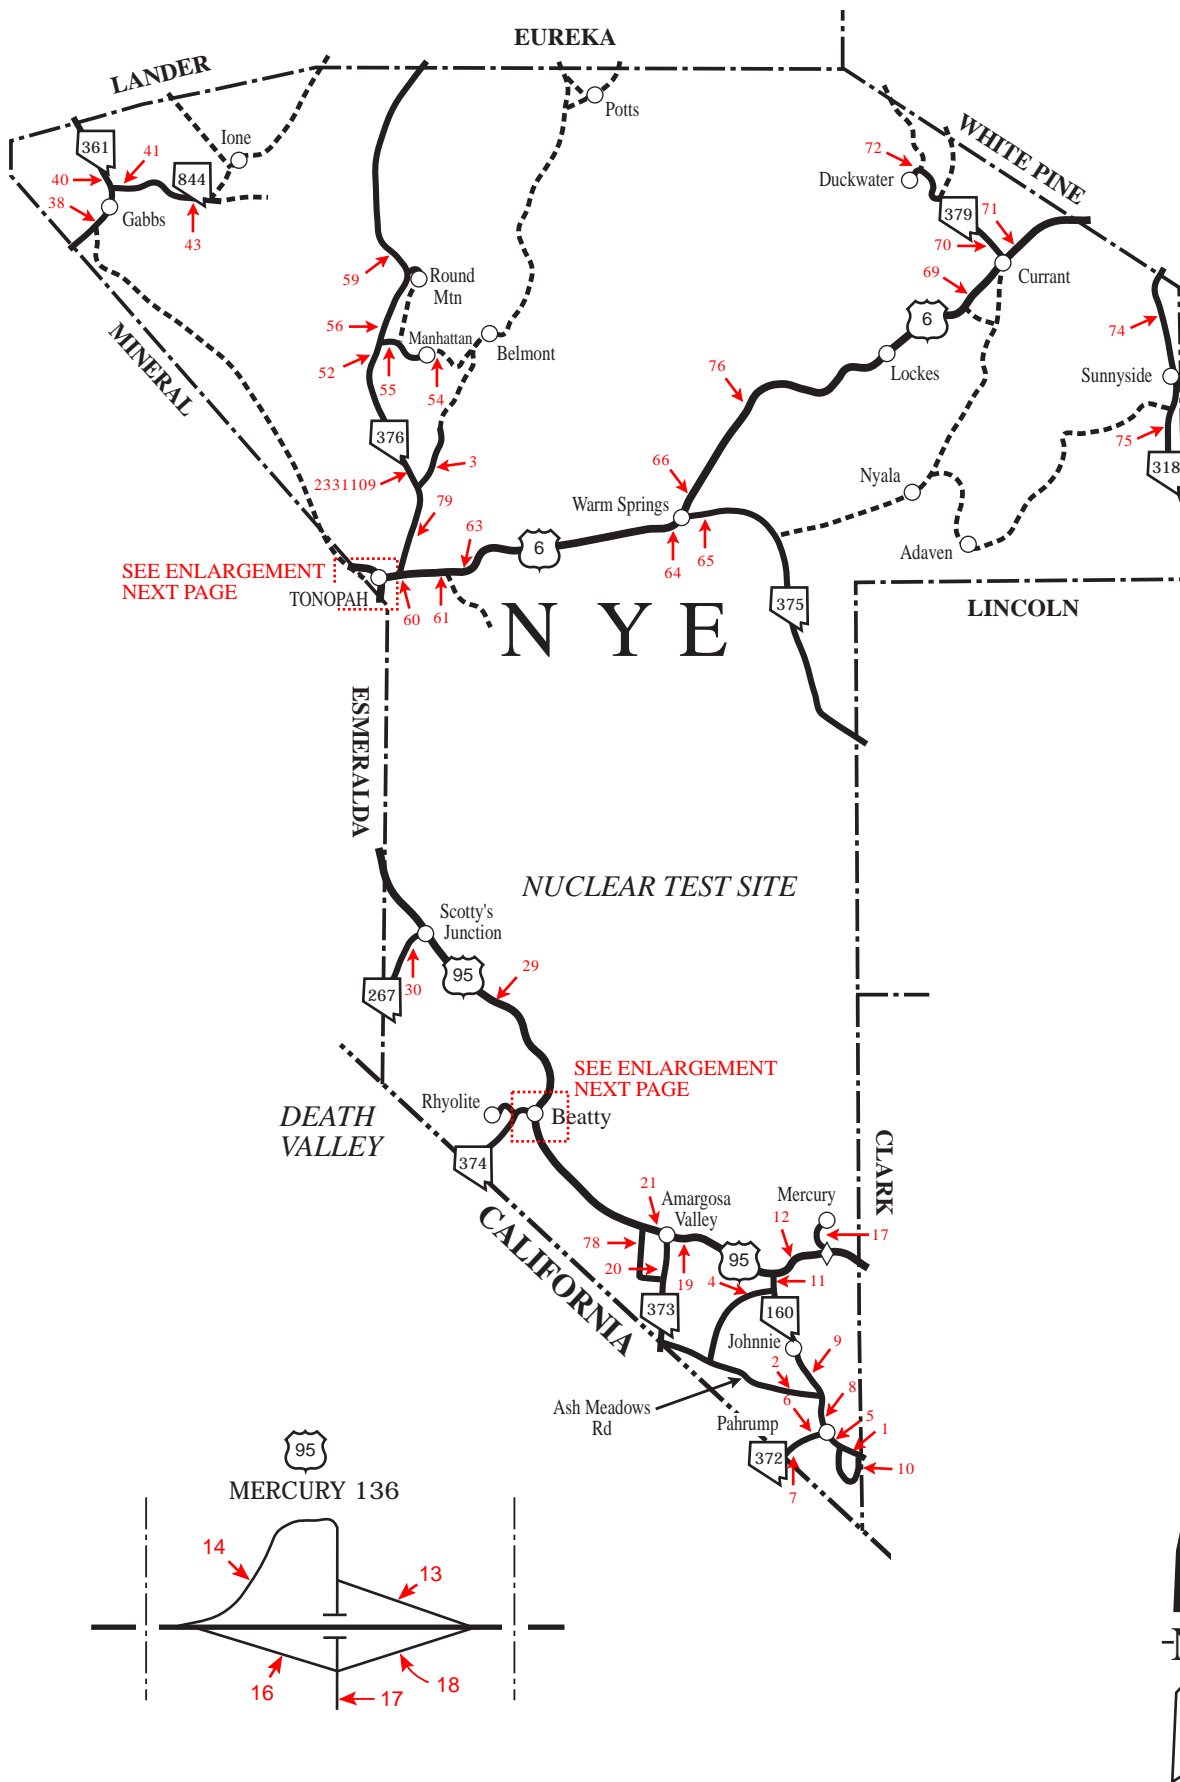 EUREKA
LANDER
Potts
WHITE PINE
361
41
Ione
40
844
72
Duckwater
38
Gabbs
43
379
71
70
59
Round
Mtn
69
Currant
56
Manhattan
Belmont
6
74
MINERAL
52
55
54
Lockes
76
Sunnyside
376
75
3
66
318
2331109
Nyala
79
Warm Springs
63
6
64
65
Adaven
SEE ENLARGEMENT
NEXT PAGE
TONOPAH
60
61
375
LINCOLN
NYE
ESMERALDA
NUCLEAR TEST SITE
Scotty's
Junction
95
29
267
30
SEE ENLARGEMENT
NEXT PAGE
Rhyolite
Beatty
DEATH
VALLEY
374
CLARK
21
Amargosa
Valley
Mercury
12
17
CALIFORNIA
78
20
19
95
4
11
373
160
Johnnie
9
2
8
Ash Meadows
Rd
6
5
Pahrump
1
372
10
7
95
MERCURY 136
14
13
16
18
17